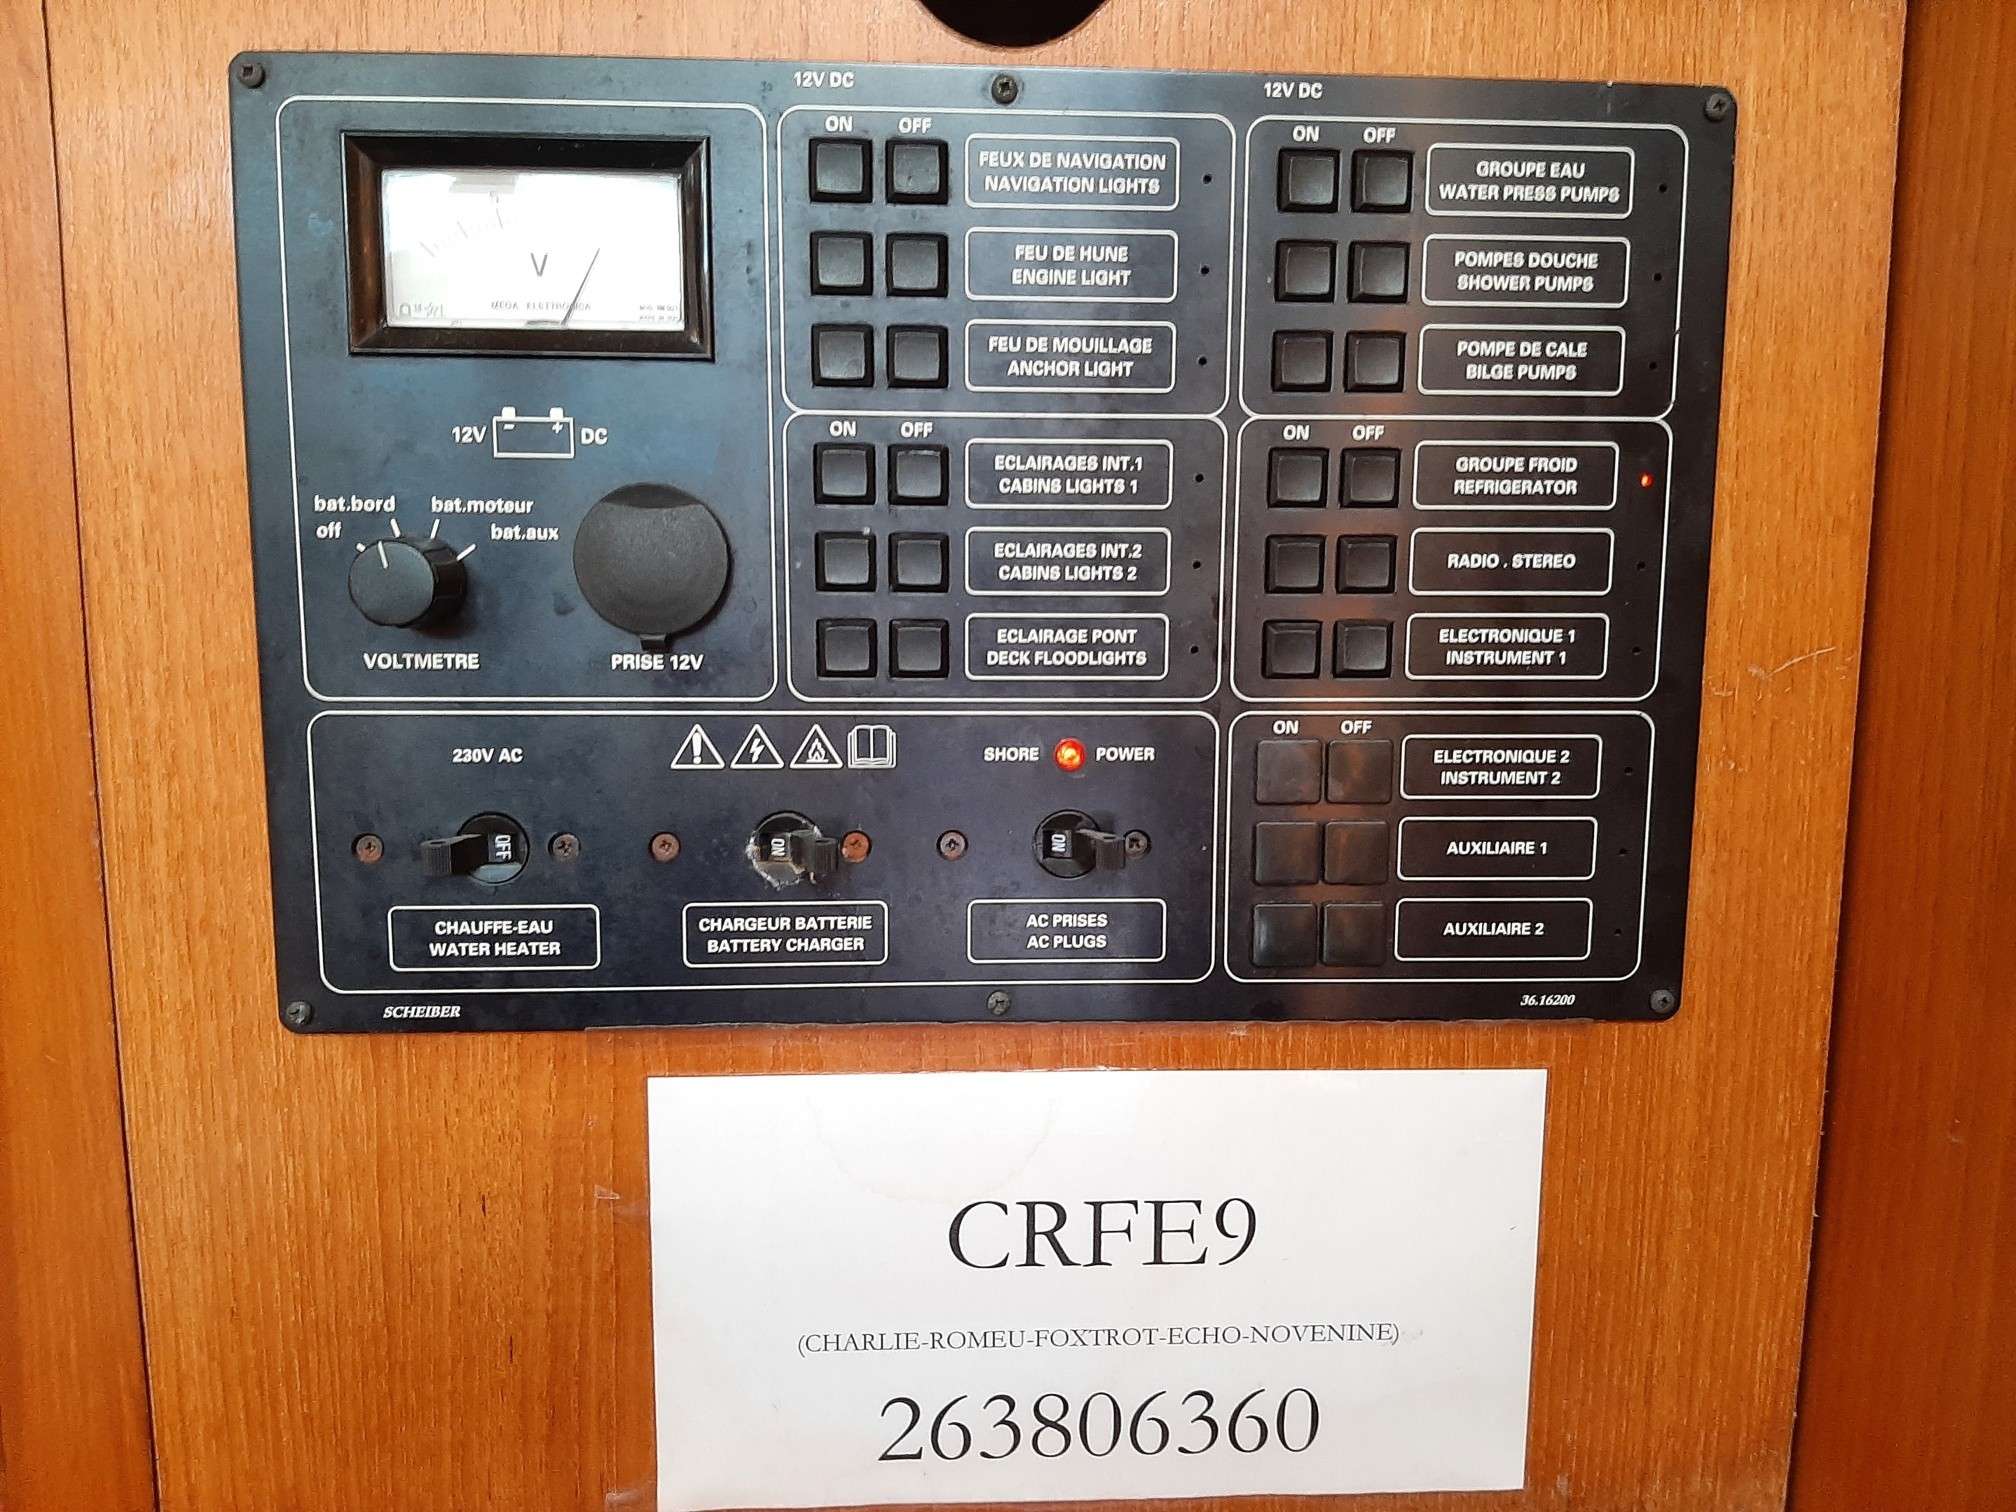 12V DC
12V DC
V
MEGA ELETTRONICA
12V - + DC
bat.bord
bat.moteur
off
bat.aux
VOLTMETRE
PRISE 12V
ON OFF
FEUX DE NAVIGATION
NAVIGATION LIGHTS
FEU DE HUNE
ENGINE LIGHT
FEU DE MOUILLAGE
ANCHOR LIGHT
ON OFF
GROUPE EAU
WATER PRESS PUMPS
POMPES DOUCHE
SHOWER PUMPS
POMPE DE CALE
BILGE PUMPS
ON OFF
ECLAIRAGES INT.1
CABINS LIGHTS 1
ECLAIRAGES INT.2
CABINS LIGHTS 2
ECLAIRAGE PONT
DECK FLOODLIGHTS
ON OFF
GROUPE FROID
REFRIGERATOR
RADIO . STEREO
ELECTRONIQUE 1
INSTRUMENT 1
230V AC
SHORE POWER
OFF
ON
ON
CHAUFFE-EAU
WATER HEATER
CHARGEUR BATTERIE
BATTERY CHARGER
AC PRISES
AC PLUGS
ON OFF
ELECTRONIQUE 2
INSTRUMENT 2
AUXILIAIRE 1
AUXILIAIRE 2
SCHEIBER
36.16200
CRFE9
(CHARLIE-ROMEU-FOXTROT-ECHO-NOVENINE)
263806360